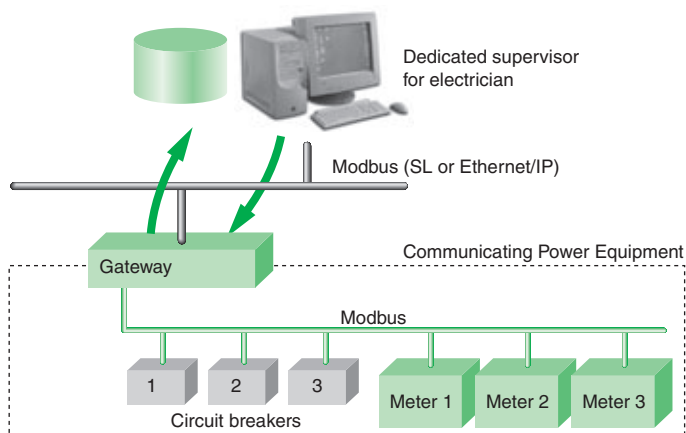 Dedicated supervisor
for electrician
Modbus (SL or Ethernet/IP)
Communicating Power Equipment
Gateway
Modbus
1
2
3
Meter 1
Meter 2
Meter 3
Circuit breakers